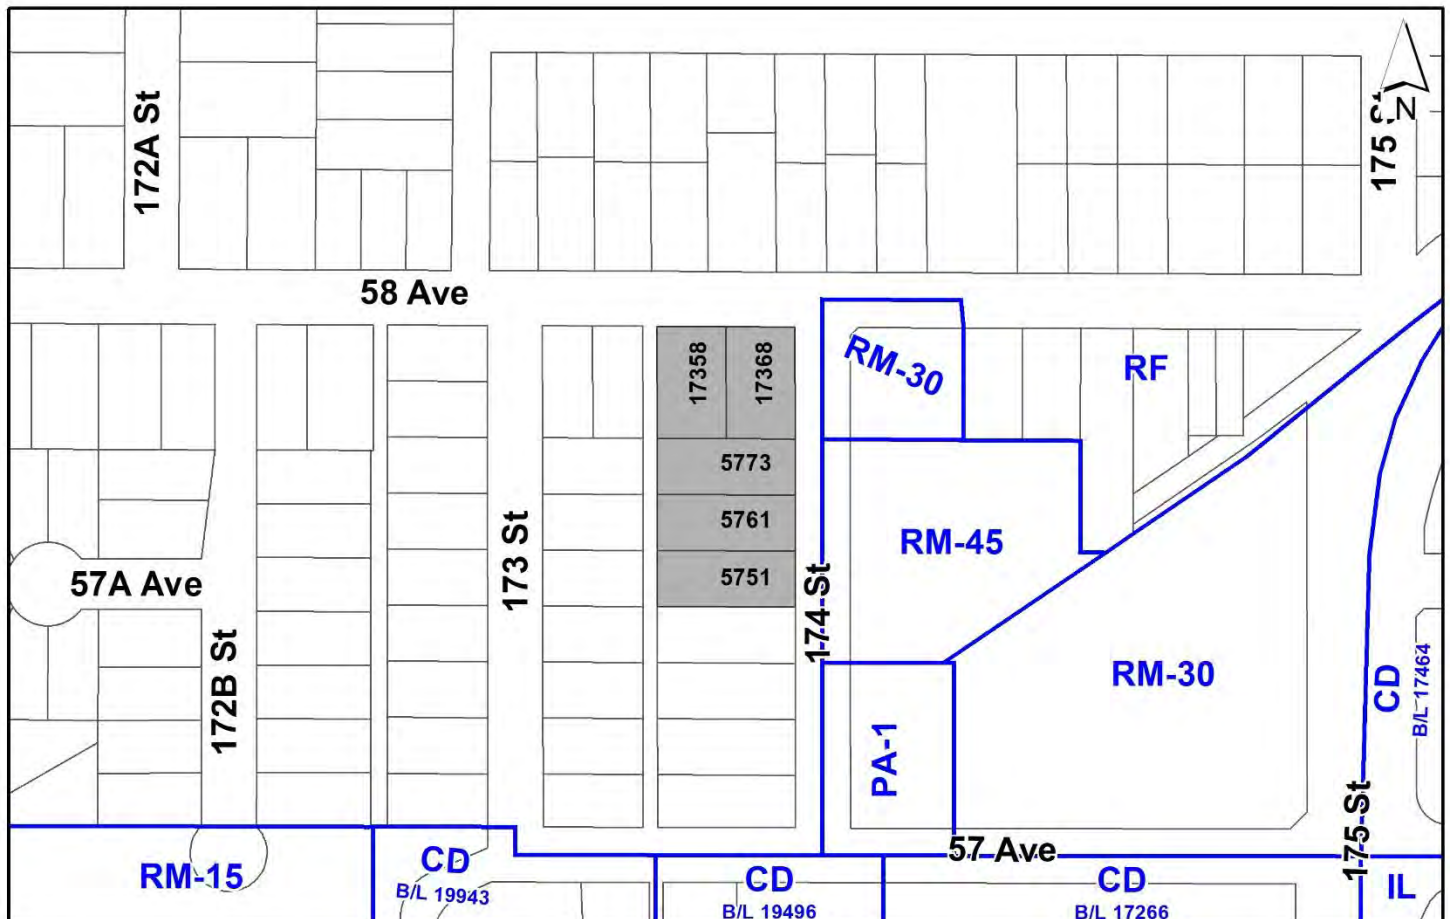 172A St
175 St
N
58 Ave
17358
17368
RM-30
RF
5773
5761
RM-45
173 St
5751
57A Ave
174 St
172B St
RM-30
CD
B/L 17464
PA-1
175 St
57 Ave
RM-15
CD
B/L 19943
CD
B/L 19496
CD
B/L 17266
IL